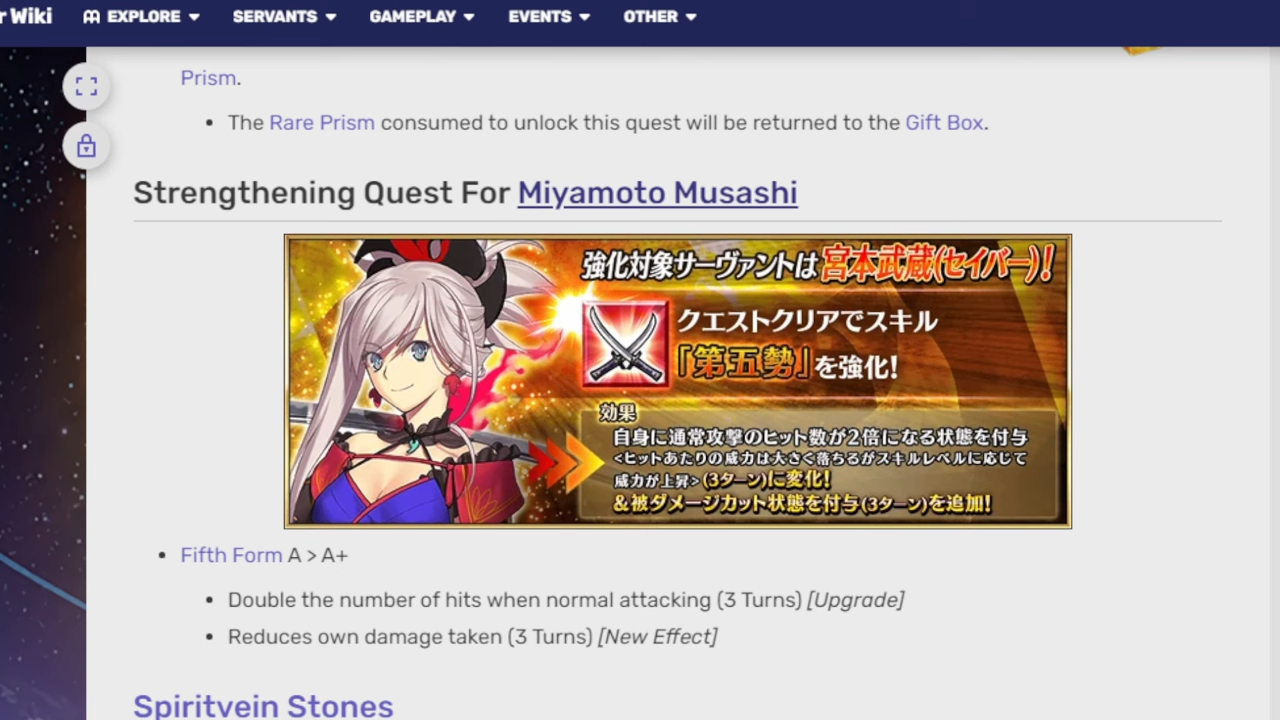 r Wiki EXPLORE SERVANTS GAMEPLAY EVENTS OTHER
Prism.
• The Rare Prism consumed to unlock this quest will be returned to the Gift Box.
Strengthening Quest For Miyamoto Musashi
強化対象サーヴァントは宮本武蔵(セイバー)!
クエストクリアでスキル
「第五勢」を強化!
効果
自身に通常攻撃のヒット数が2倍になる状態を付与
<ヒットあたりの威力は大きく落ちるがスキルレベルに応じて
威力が上昇>(3ターン)に変化!
&被ダメージカット状態を付与(3ターン)を追加!
• Fifth Form A > A+
• Double the number of hits when normal attacking (3 Turns) [Upgrade]
• Reduces own damage taken (3 Turns) [New Effect]
Spiritvein Stones